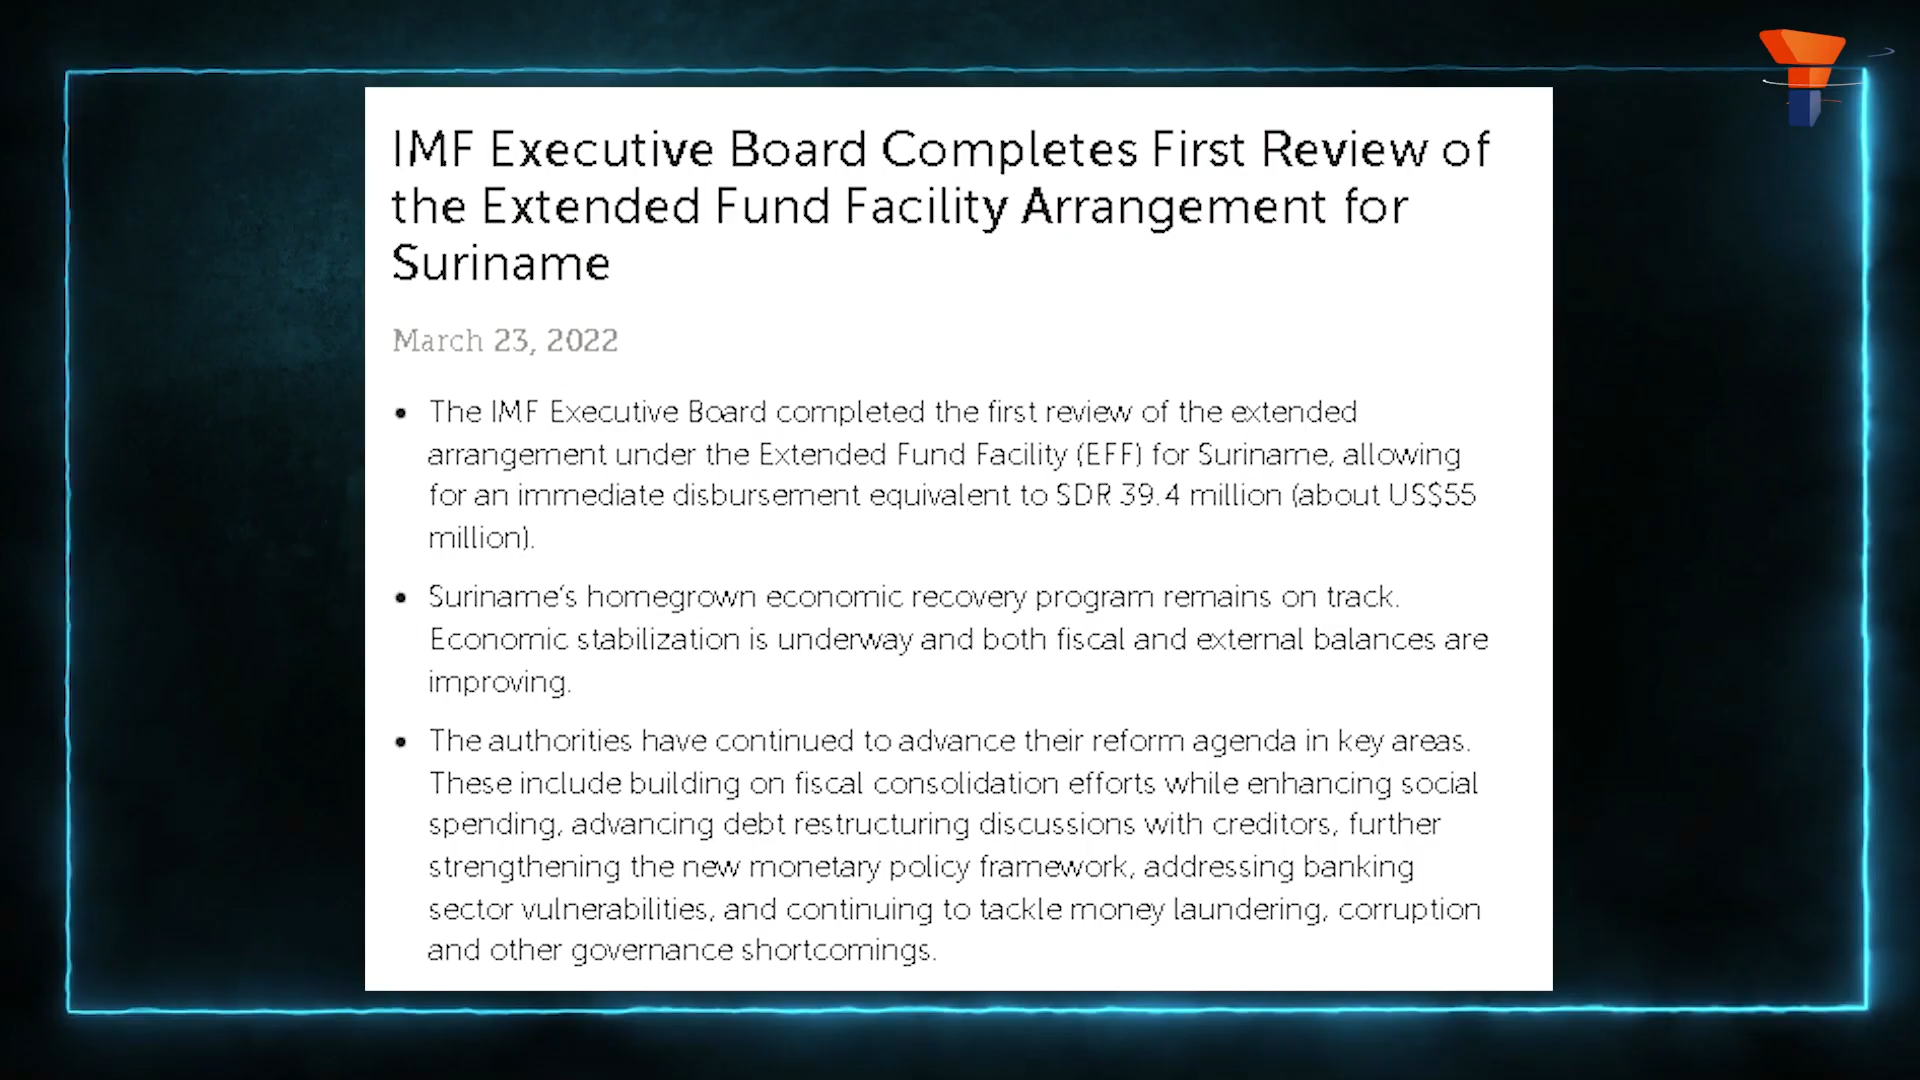 IMF Executive Board Completes First Review of
the Extended Fund Facility Arrangement for
Suriname
March 23, 2022
• The IMF Executive Board completed the first review of the extended
arrangement under the Extended Fund Facility (EFF) for Suriname, allowing
for an immediate disbursement equivalent to SDR 39.4 million (about US$55
million).
• Suriname’s homegrown economic recovery program remains on track.
Economic stabilization is underway and both fiscal and external balances are
improving.
• The authorities have continued to advance their reform agenda in key areas.
These include building on fiscal consolidation efforts while enhancing social
spending, advancing debt restructuring discussions with creditors, further
strengthening the new monetary policy framework, addressing banking
sector vulnerabilities, and continuing to tackle money laundering, corruption
and other governance shortcomings.